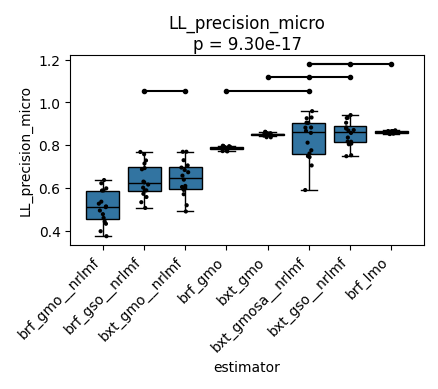 LL_precision_micro
p = 9.30e-17
1.2
1.0
0.8
0.6
0.4
LL_precision_micro
brf_gmo__nrlmf
brf_gso__nrlmf
bxt_gmo__nrlmf
brf_gmo
bxt_gmo
bxt_gmosa__nrlmf
bxt_gso__nrlmf
brf_lmo
estimator